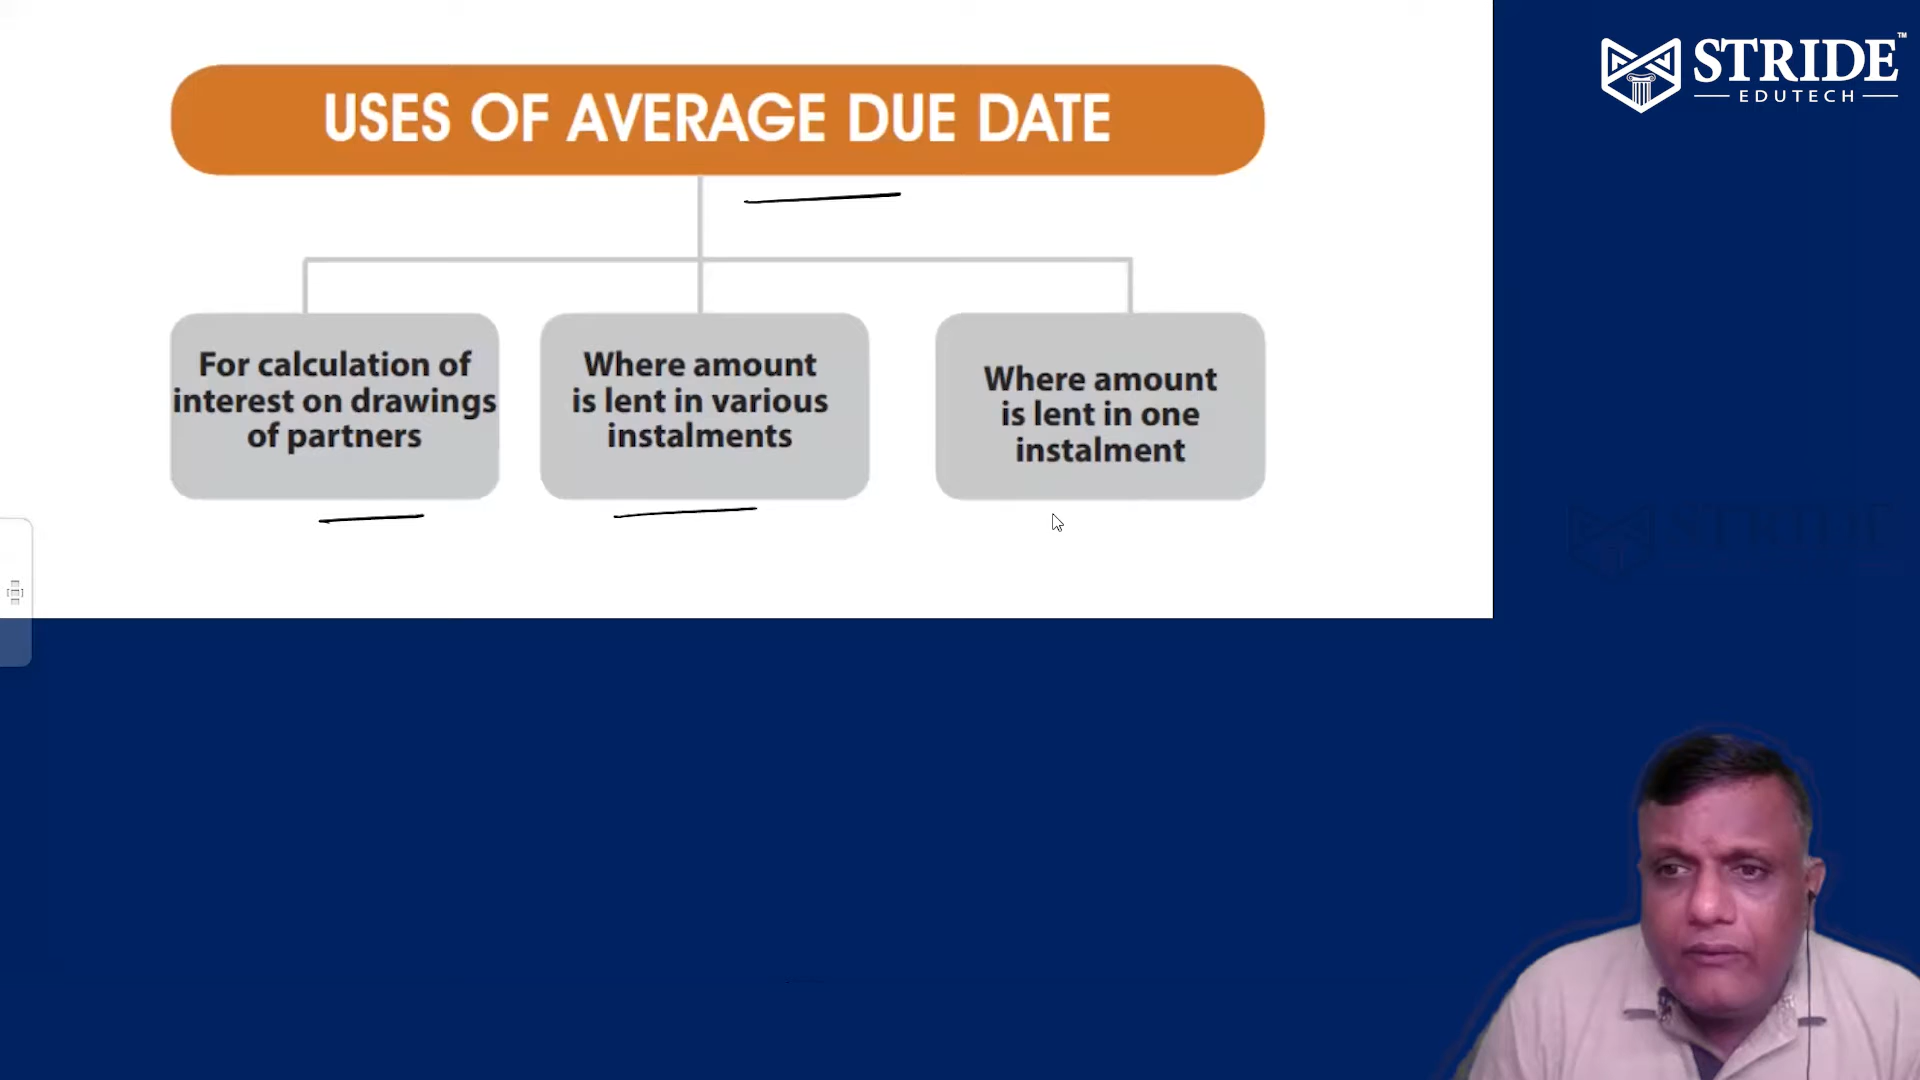 STRIDE™
EDUTECH
USES OF AVERAGE DUE DATE
For calculation of
interest on drawings
of partners
Where amount
is lent in various
instalments
Where amount
is lent in one
instalment
STRIDE